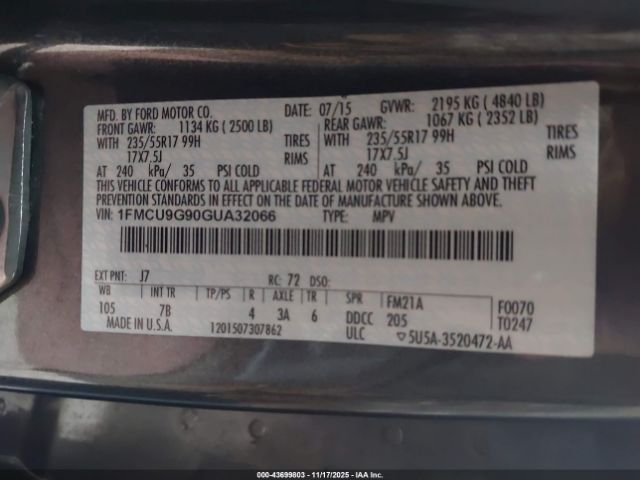 MFG. BY FORD MOTOR CO. DATE: 07/15 GVWR: 2195 KG ( 4840 LB)
FRONT GAWR: 1134 KG ( 2500 LB) REAR GAWR: 1067 KG ( 2352 LB)
WITH 235/55R17 99H TIRES WITH 235/55R17 99H TIRES
17X7.5J RIMS 17X7.5J RIMS
AT 240 kPa/ 35 PSI COLD AT 240 kPa/ 35 PSI COLD
THIS VEHICLE CONFORMS TO ALL APPLICABLE FEDERAL MOTOR VEHICLE SAFETY AND THEFT
PREVENTION STANDARDS IN EFFECT ON THE DATE OF MANUFACTURE SHOWN ABOVE.
VIN: 1FMCU9G90GUA32066 TYPE: MPV
EXT PNT: J7 RC: 72 DSO:
WB INT TR TP/PS R AXLE TR SPR FM21A F0070
105 7B 4 3A 6 DDCC 205 T0247
MADE IN U.S.A. 1201507307862 ULC 5U5A-3520472-AA
000-43699803 - 11/17/2025 - IAAI, Inc.